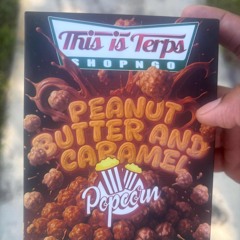 This is Terps
SHOPNGO
PEANUT
BUTTER AND
CARAMEL
Popcorn